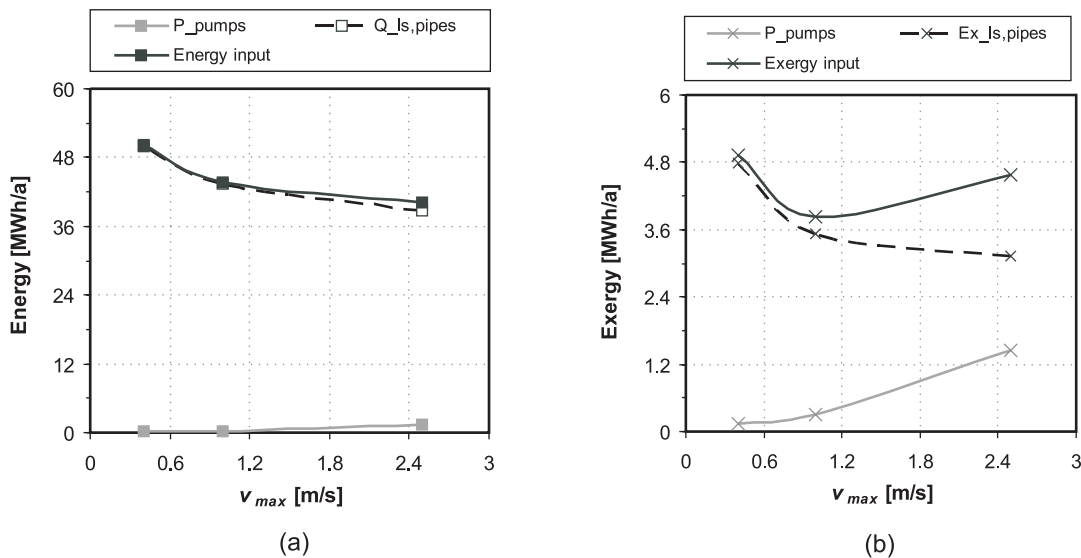 P_pumps
Q_ls,pipes
Energy input
60
48
36
24
12
0
Energy [MWh/a]
0 0.6 1.2 1.8 2.4 3
v max [m/s]
(a)
P_pumps
Ex_ls,pipes
Exergy input
6
4.8
3.6
2.4
1.2
0
Exergy [MWh/a]
0 0.6 1.2 1.8 2.4 3
v max [m/s]
(b)